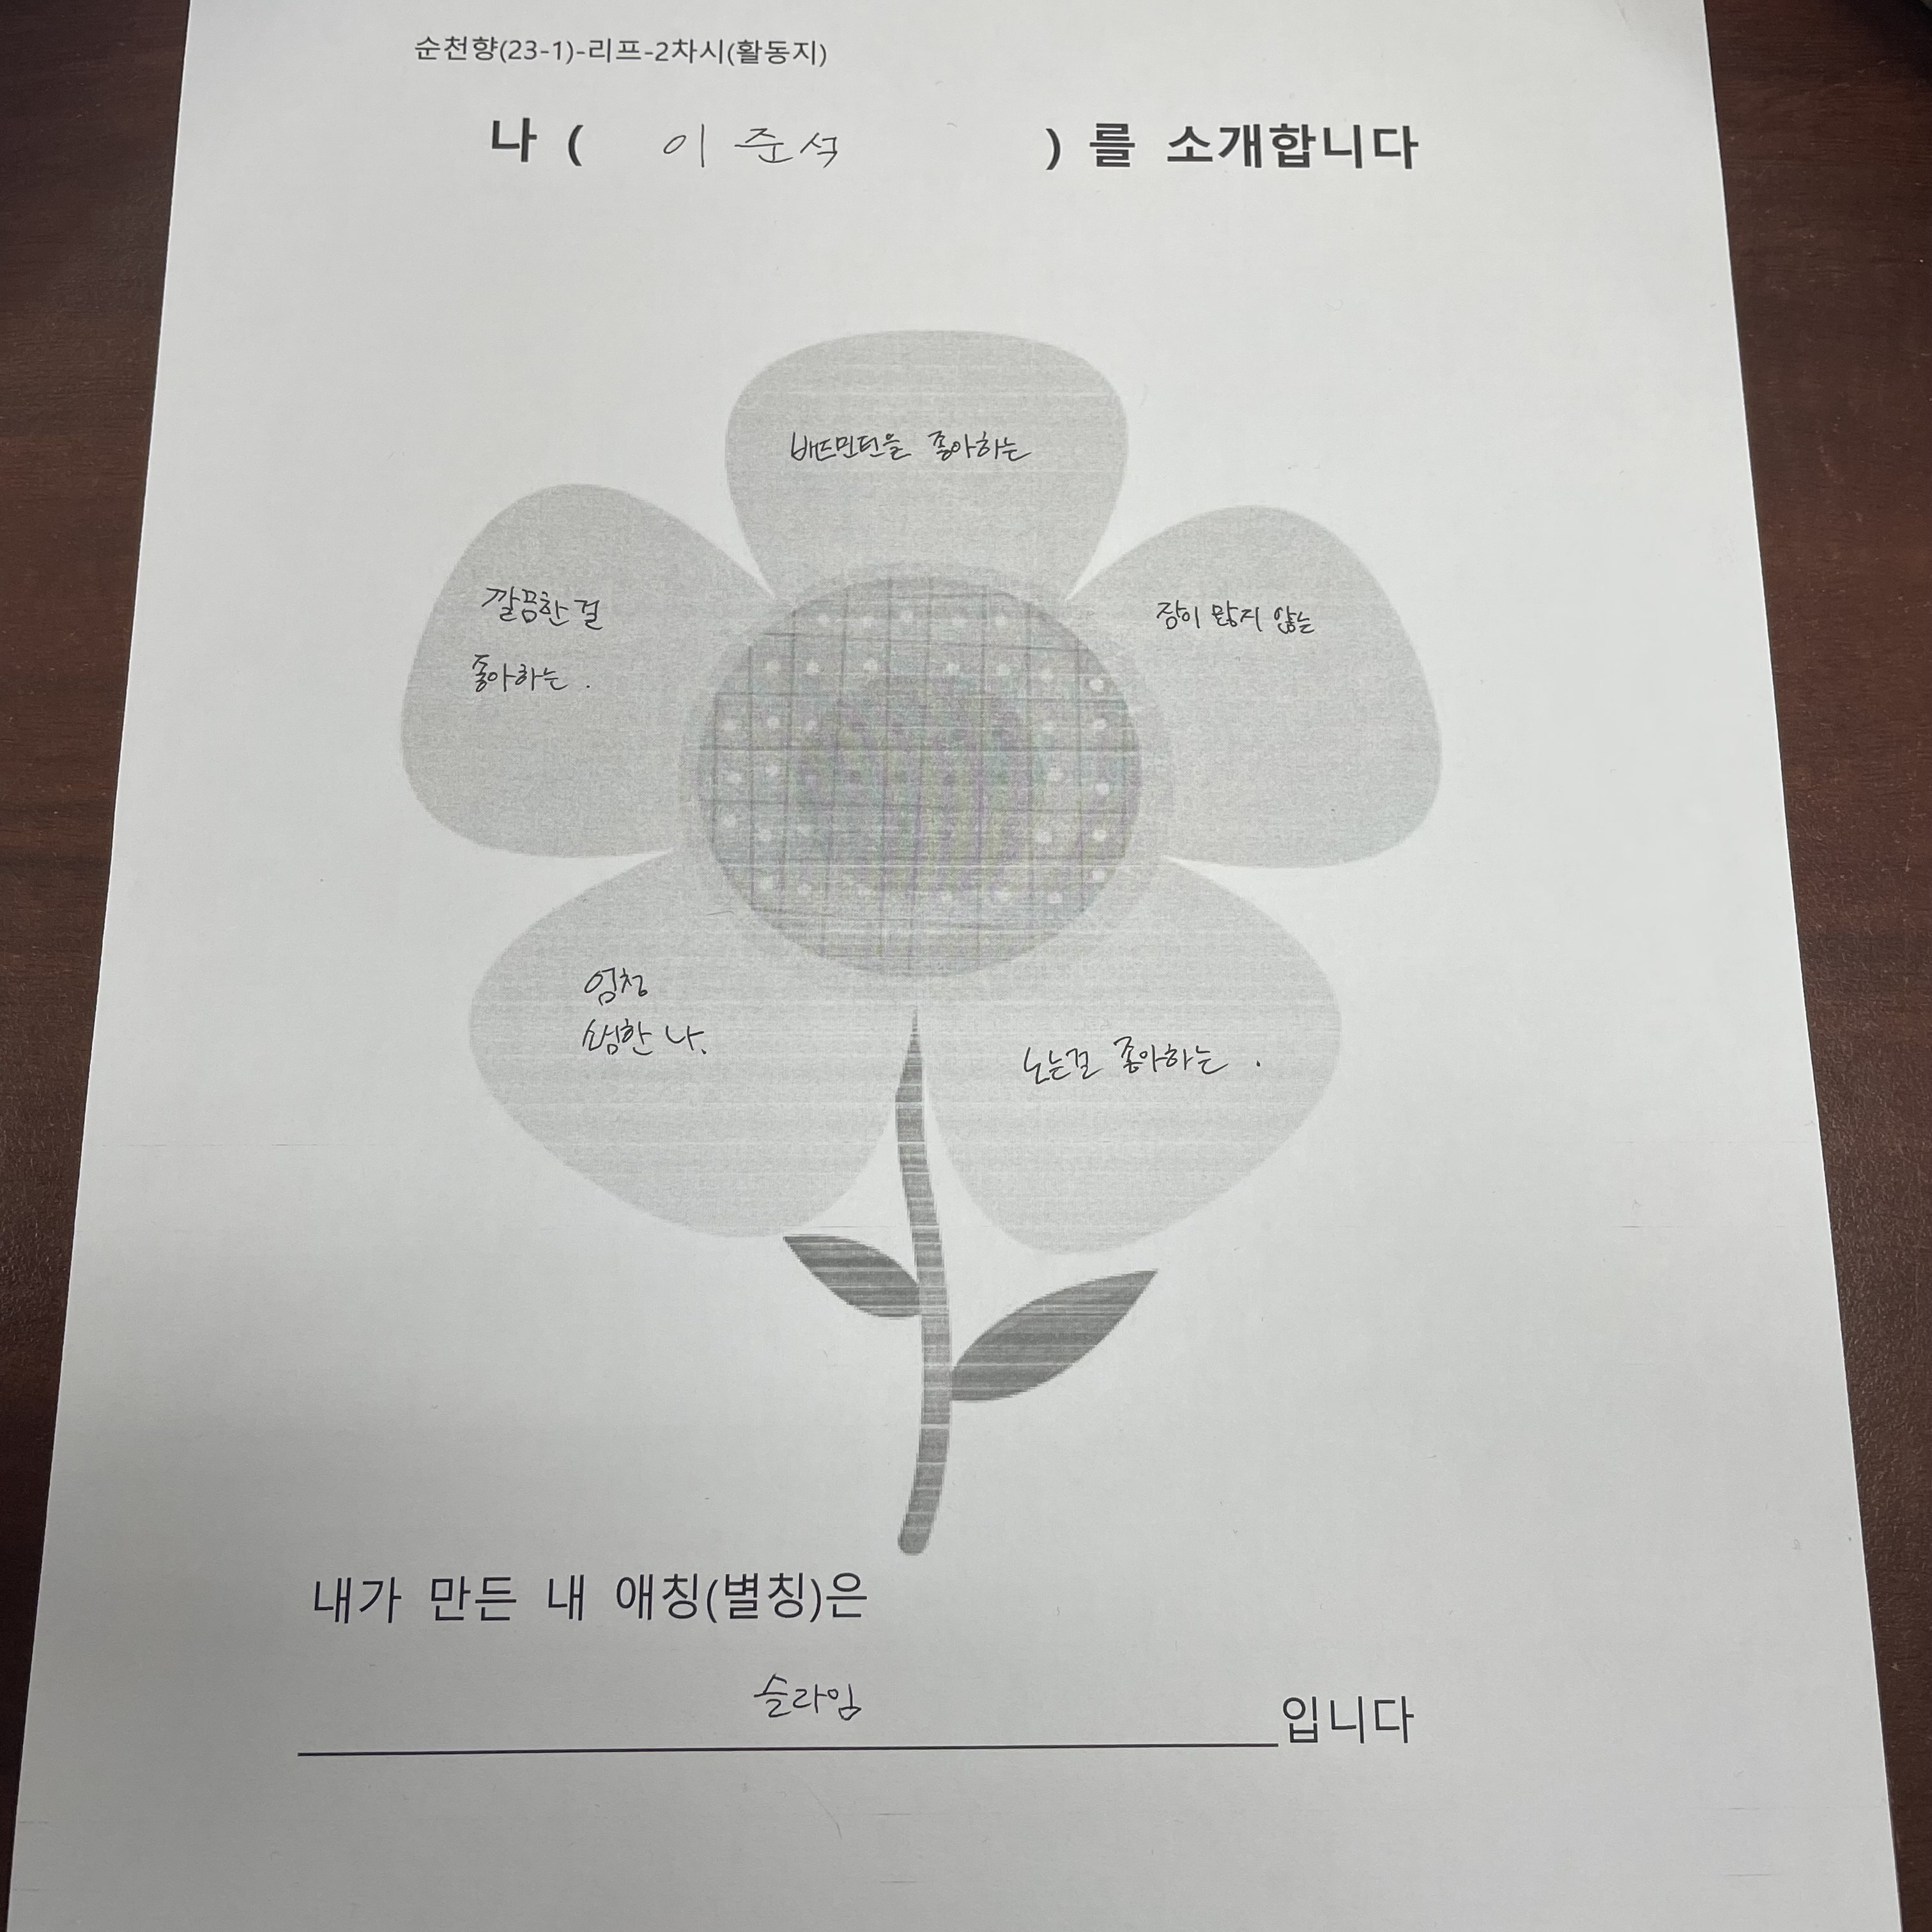 순천향(23-1)-리프-2차시(활동지)
나 ( 이준석 ) 를 소개합니다
배드민턴을 좋아하는
깔끔한 걸
좋아하는 .
잠이 많지 않는
엄청
소심한 나.
노는걸 좋아하는 .
내가 만든 내 애칭(별칭)은
슬라임
입니다